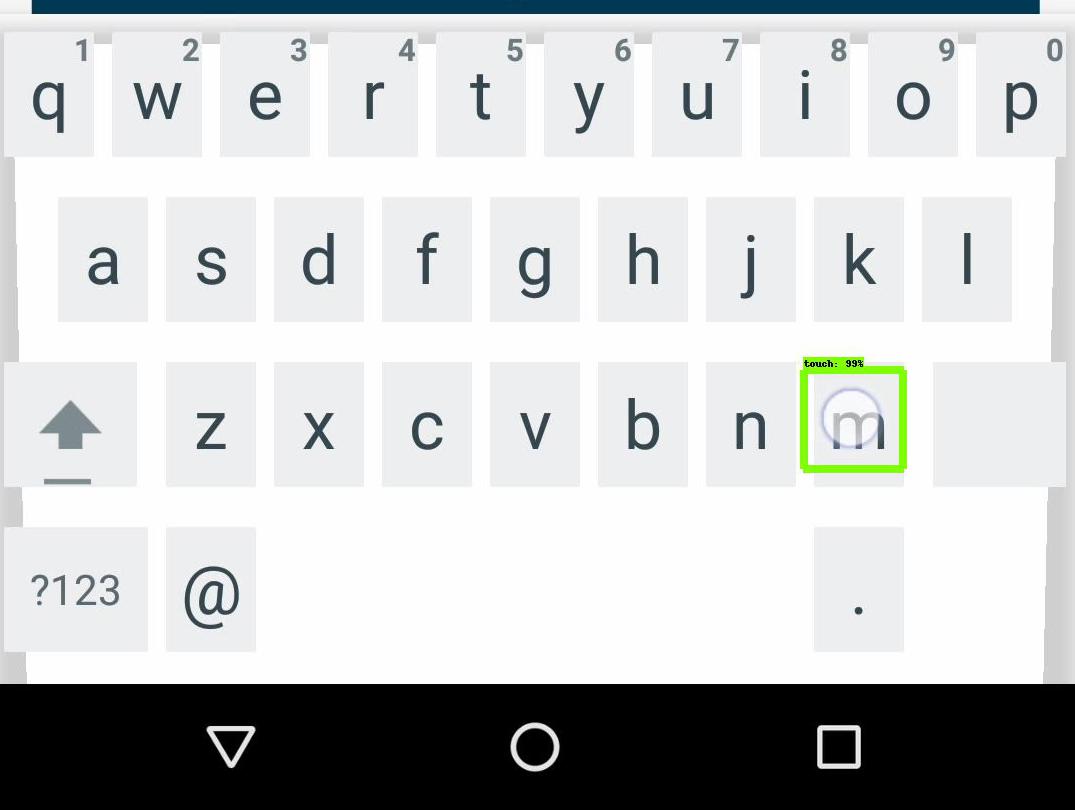 1 2 3 4 5 6 7 8 9 0
q w e r t y u i o p
a s d f g h j k l
touch: 99%
z x c v b n m
?123 @ .